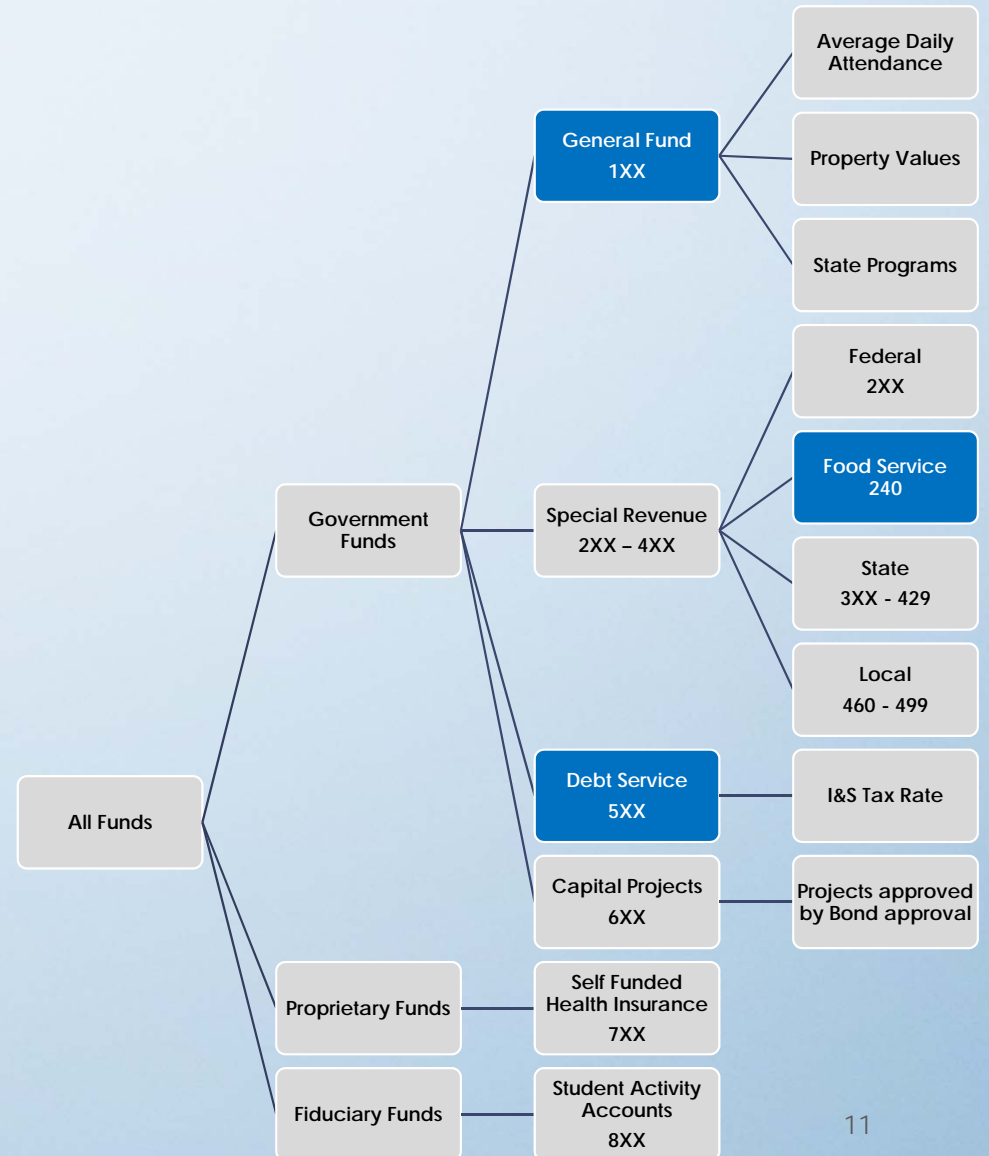 Average Daily
Attendance
General Fund
1XX
Property Values
State Programs
Federal
2XX
Food Service
240
Government
Funds
Special Revenue
2XX – 4XX
State
3XX - 429
Local
460 - 499
All Funds
Debt Service
5XX
I&S Tax Rate
Capital Projects
6XX
Projects approved
by Bond approval
Proprietary Funds
Self Funded
Health Insurance
7XX
Fiduciary Funds
Student Activity
Accounts
8XX
11